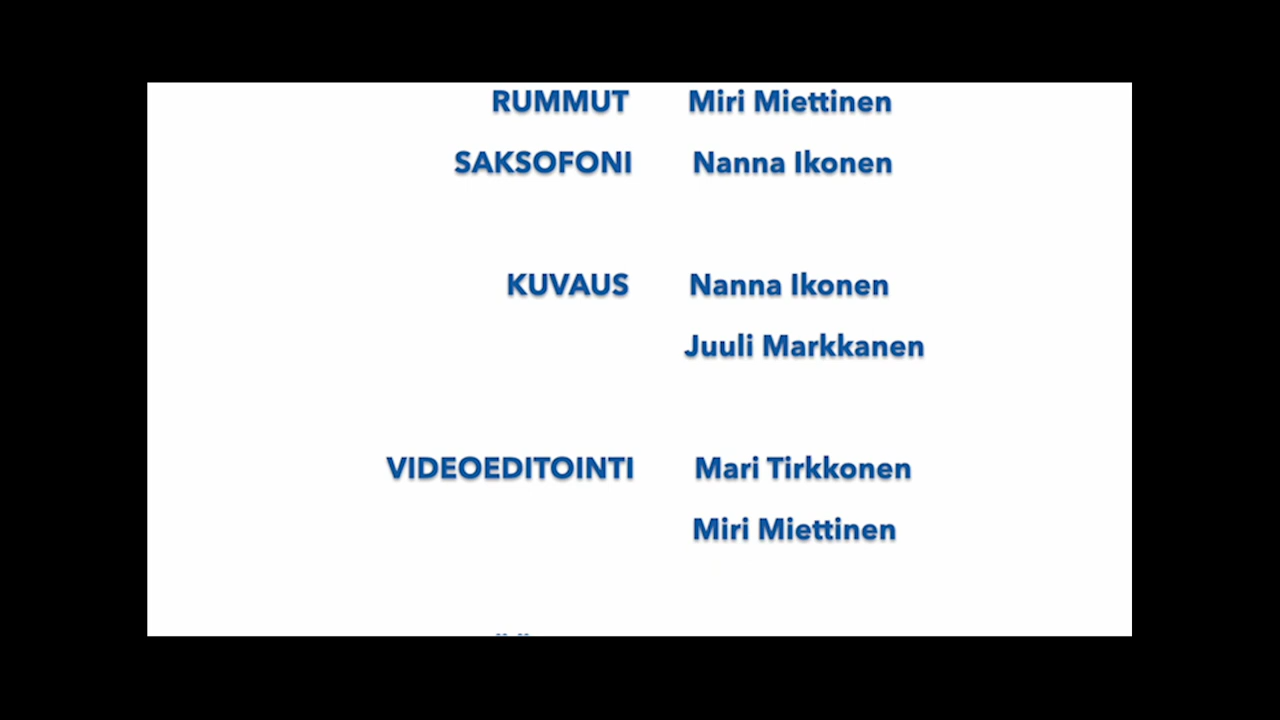 RUMMUT Miri Miettinen
SAKSOFONI Nanna Ikonen
KUVAUS Nanna Ikonen
Juuli Markkanen
VIDEOEDITOINTI Mari Tirkkonen
Miri Miettinen